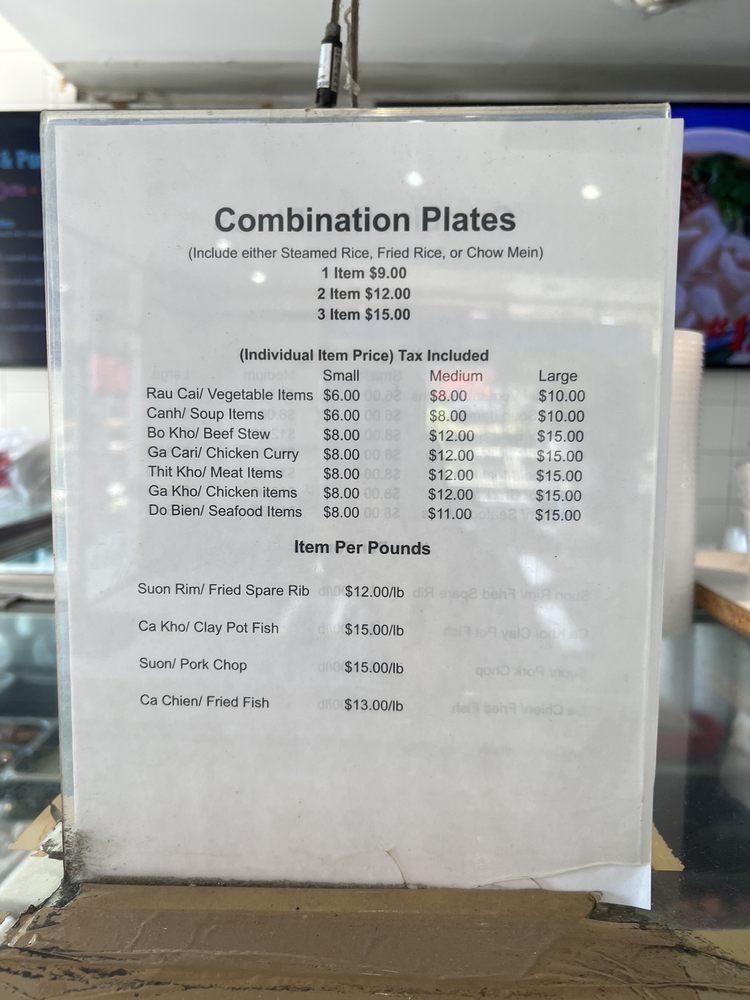 Combination Plates
(Include either Steamed Rice, Fried Rice, or Chow Mein)
1 Item $9.00
2 Item $12.00
3 Item $15.00
(Individual Item Price) Tax Included
Small Medium Large
Rau Cai/ Vegetable Items $6.00 $8.00 $10.00
Canh/ Soup Items $6.00 $8.00 $10.00
Bo Kho/ Beef Stew $8.00 $12.00 $15.00
Ga Cari/ Chicken Curry $8.00 $12.00 $15.00
Thit Kho/ Meat Items $8.00 $12.00 $15.00
Ga Kho/ Chicken items $8.00 $12.00 $15.00
Do Bien/ Seafood Items $8.00 $11.00 $15.00
Item Per Pounds
Suon Rim/ Fried Spare Rib $12.00/lb
Ca Kho/ Clay Pot Fish $15.00/lb
Suon/ Pork Chop $15.00/lb
Ca Chien/ Fried Fish $13.00/lb